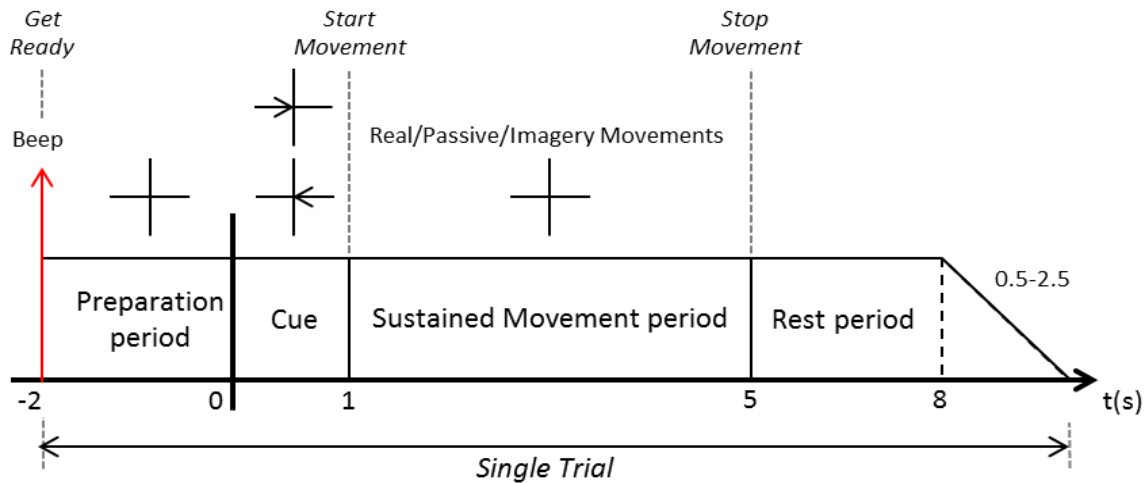 Get
Ready
Start
Movement
Stop
Movement
Beep
Real/Passive/Imagery Movements
0.5-2.5
Preparation
period
Cue
Sustained Movement period
Rest period
-2
0
1
5
8
t(s)
Single Trial